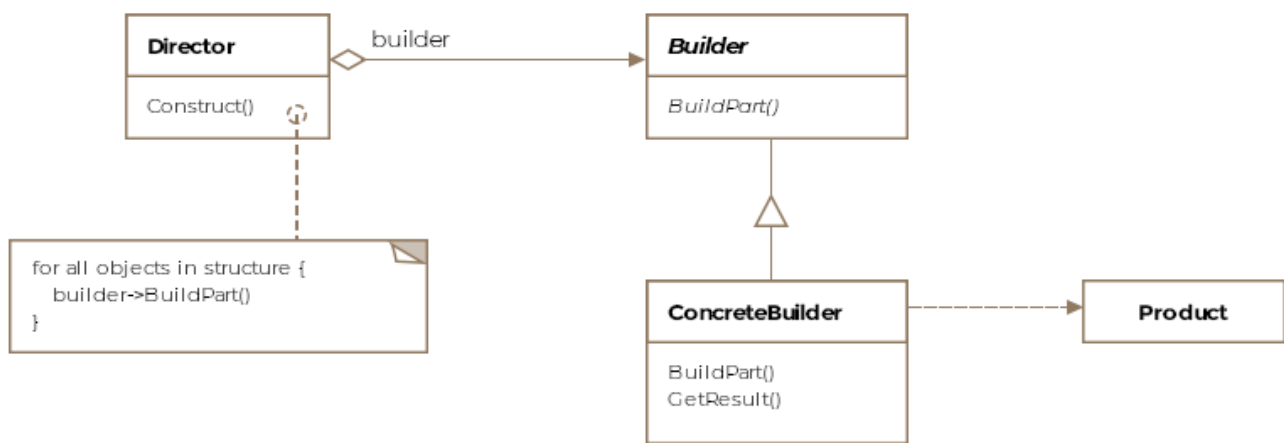 Director
Construct()
builder
Builder
BuildPart()
for all objects in structure {
builder->BuildPart()
}
ConcreteBuilder
BuildPart()
GetResult()
Product